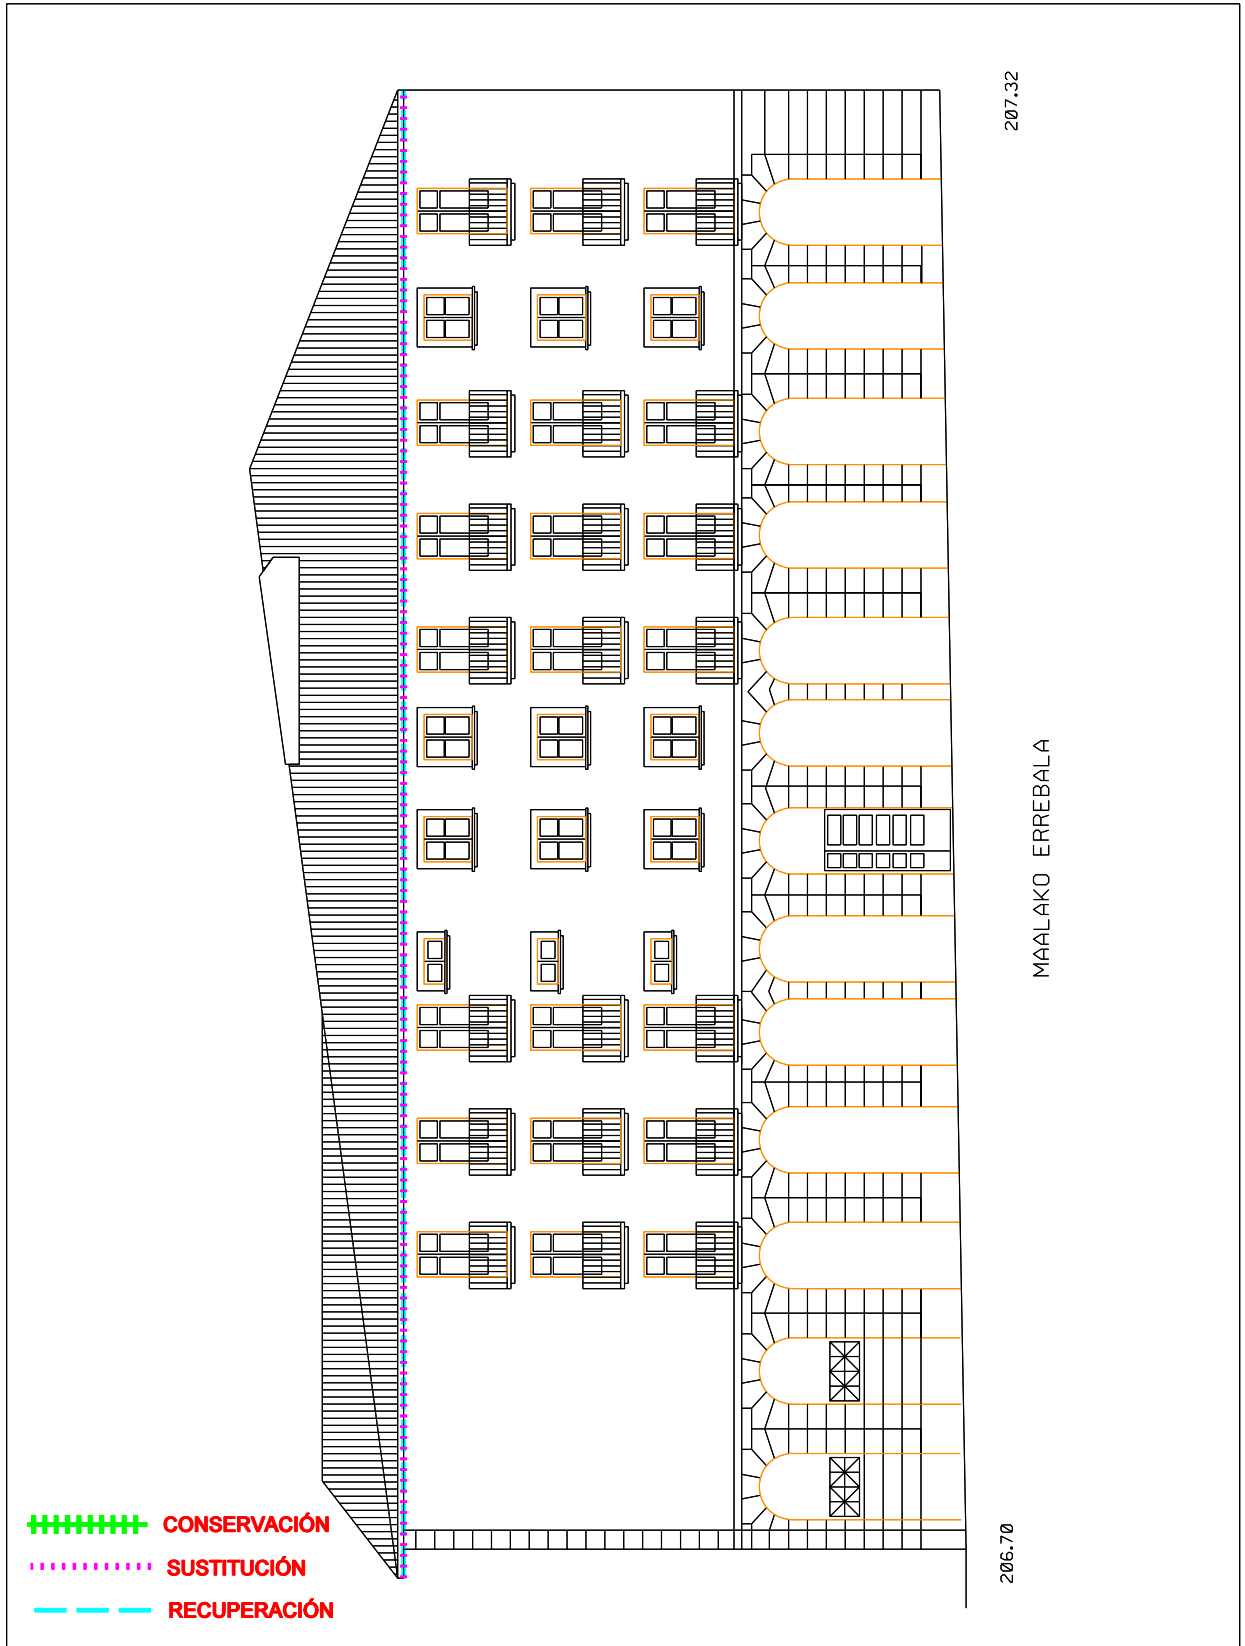 207.32
MAALAKO ERREBALA
206.70
CONSERVACIÓN
SUSTITUCIÓN
RECUPERACIÓN